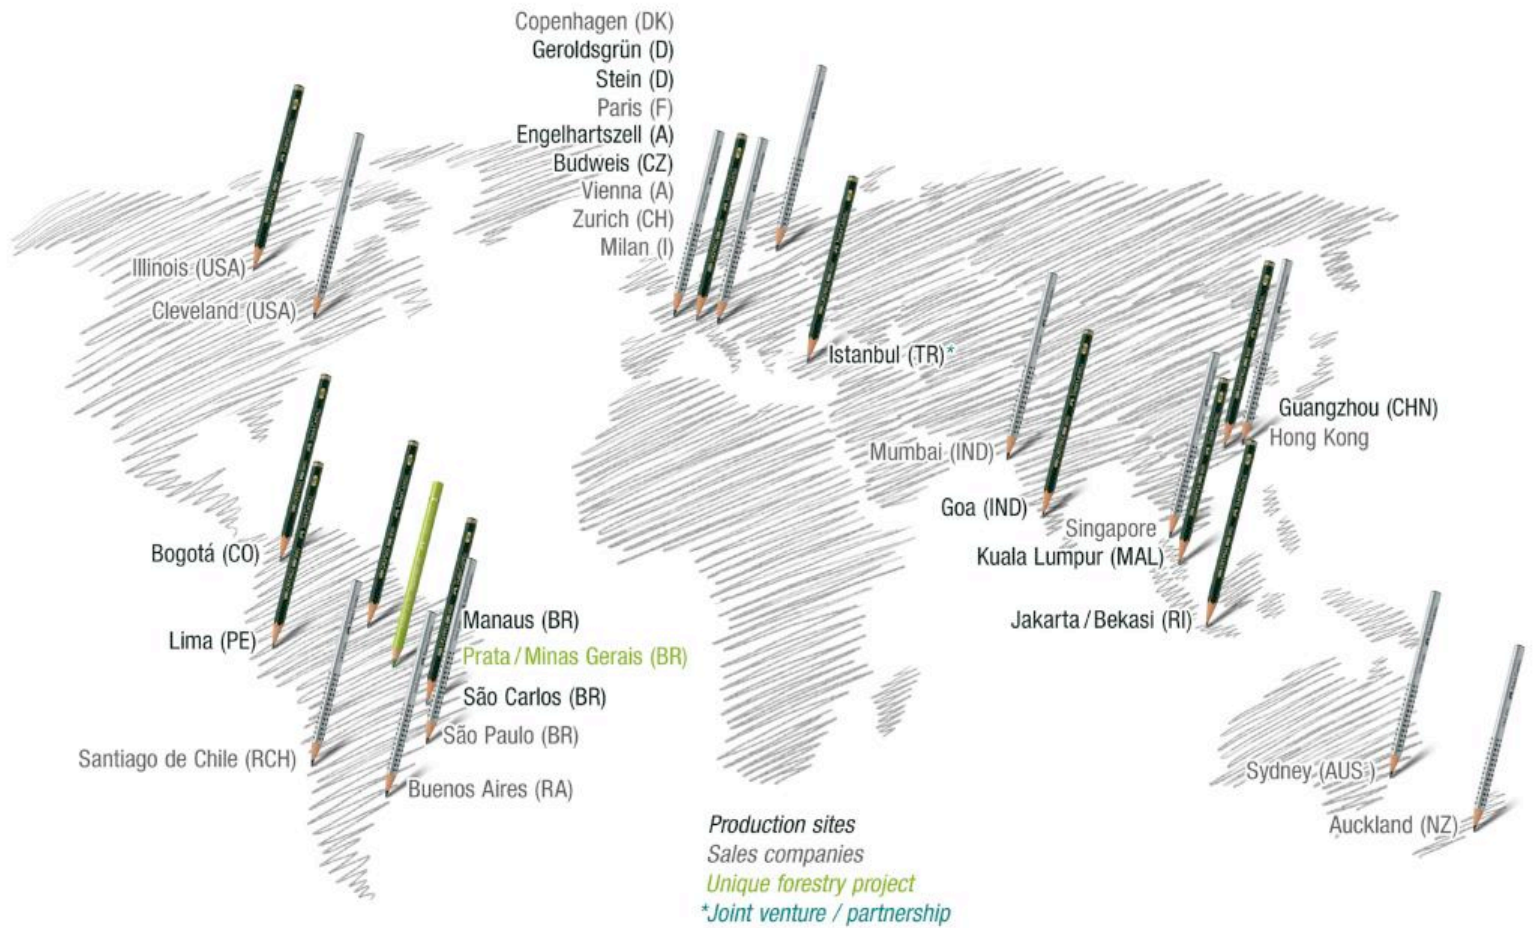 Copenhagen (DK)
Geroldsgrün (D)
Stein (D)
Paris (F)
Engelhartszell (A)
Budweis (CZ)
Vienna (A)
Zurich (CH)
Milan (I)
Illinois (USA)
Cleveland (USA)
Istanbul (TR)*
Guangzhou (CHN)
Hong Kong
Mumbai (IND)
Goa (IND)
Singapore
Kuala Lumpur (MAL)
Bogotá (CO)
Manaus (BR)
Jakarta / Bekasi (RI)
Lima (PE)
Prata / Minas Gerais (BR)
São Carlos (BR)
São Paulo (BR)
Santiago de Chile (RCH)
Buenos Aires (RA)
Sydney (AUS )
Auckland (NZ)
Production sites
Sales companies
Unique forestry project
*Joint venture / partnership